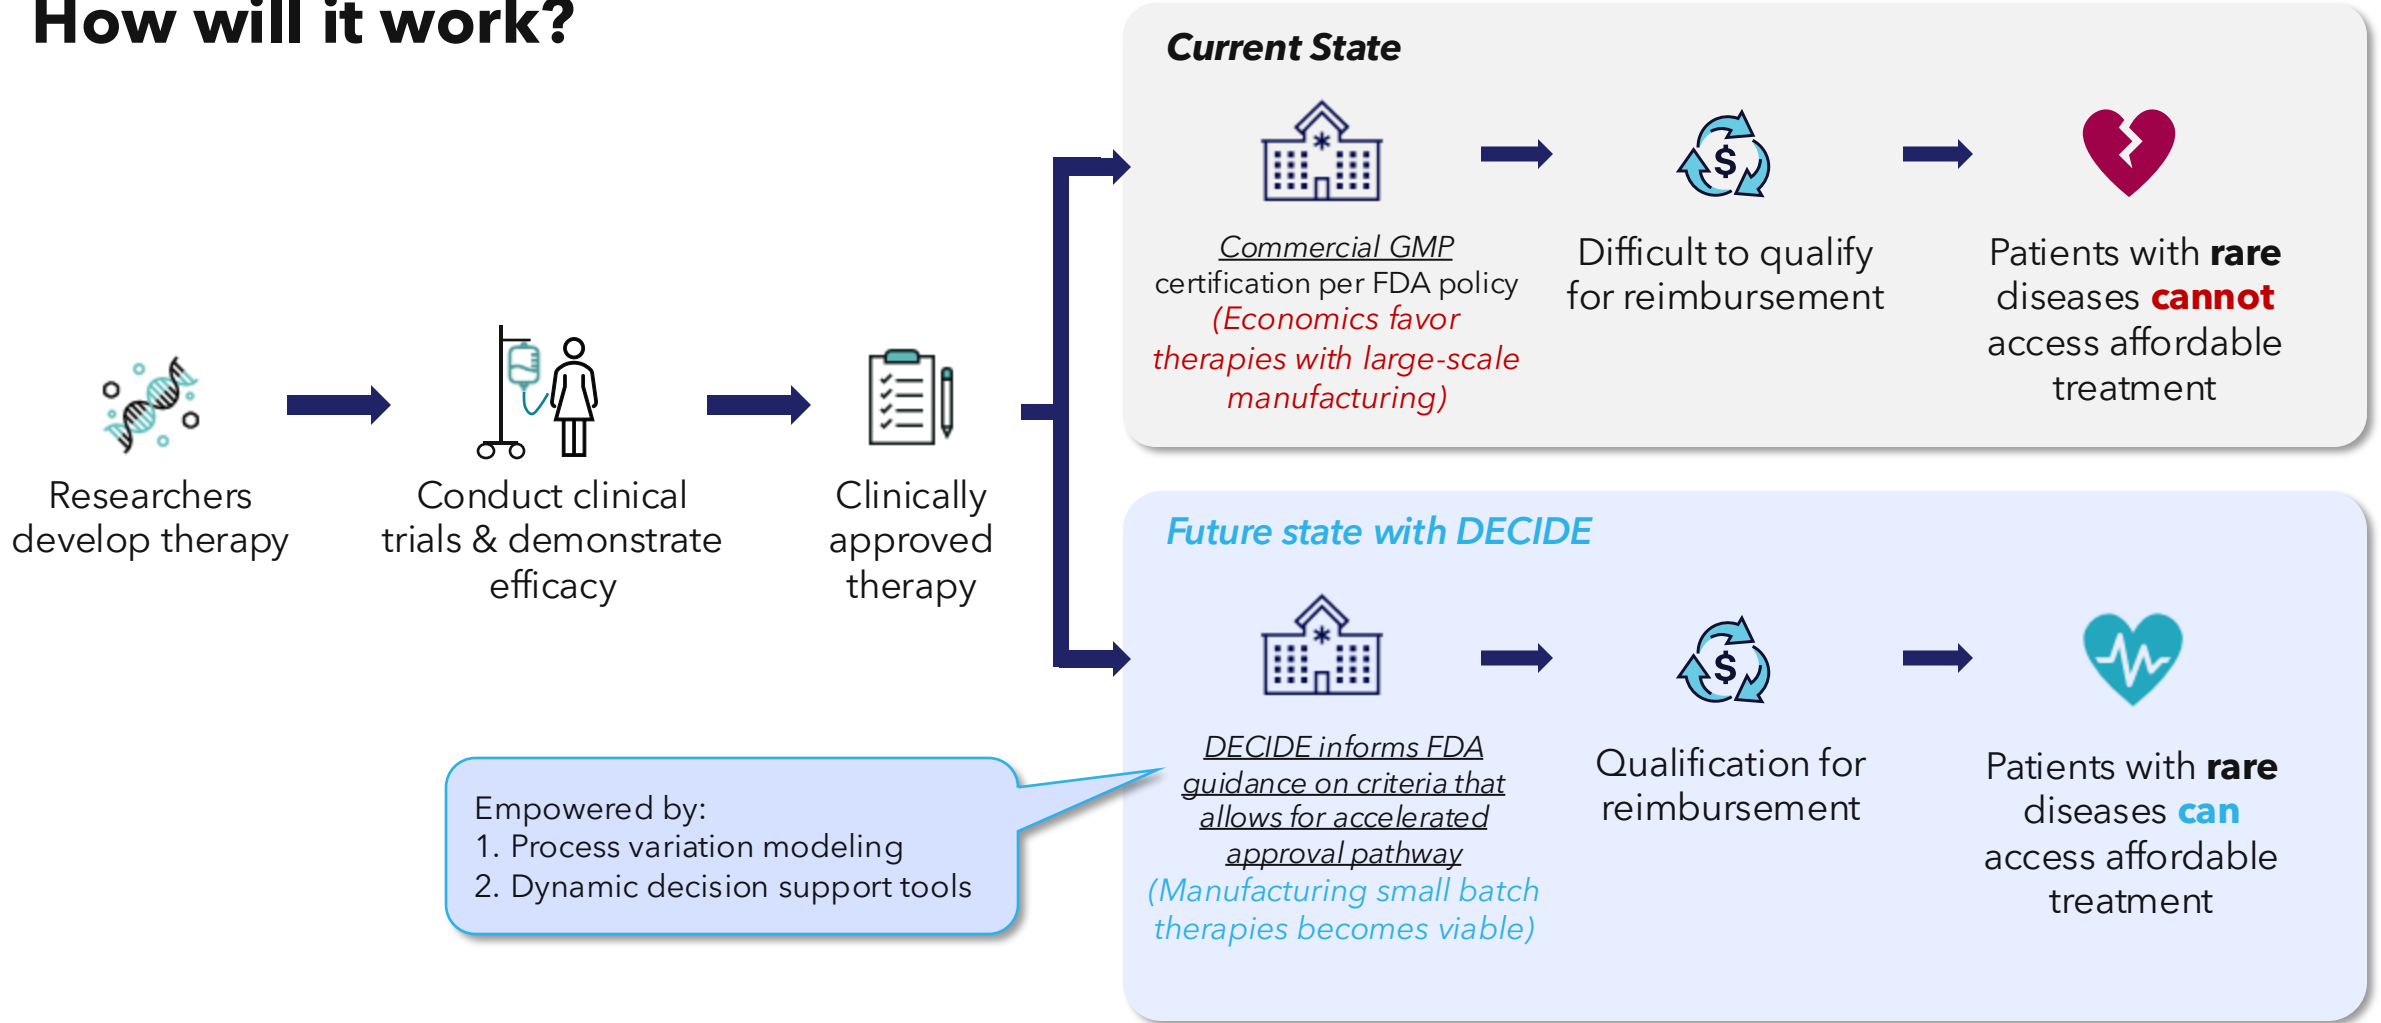 How will it work?
Current State
Commercial GMP
certification per FDA policy
(Economics favor
therapies with large-scale
manufacturing)
Difficult to qualify
for reimbursement
Patients with rare
diseases cannot
access affordable
treatment
Researchers
develop therapy
Conduct clinical
trials & demonstrate
efficacy
Clinically
approved
therapy
Future state with DECIDE
DECIDE informs FDA
guidance on criteria that
allows for accelerated
approval pathway
(Manufacturing small batch
therapies becomes viable)
Qualification for
reimbursement
Patients with rare
diseases can
access affordable
treatment
Empowered by:
1. Process variation modeling
2. Dynamic decision support tools
$
$